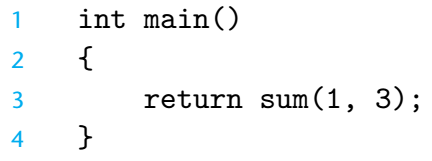 1 int main()
2 {
3     return sum(1, 3);
4 }